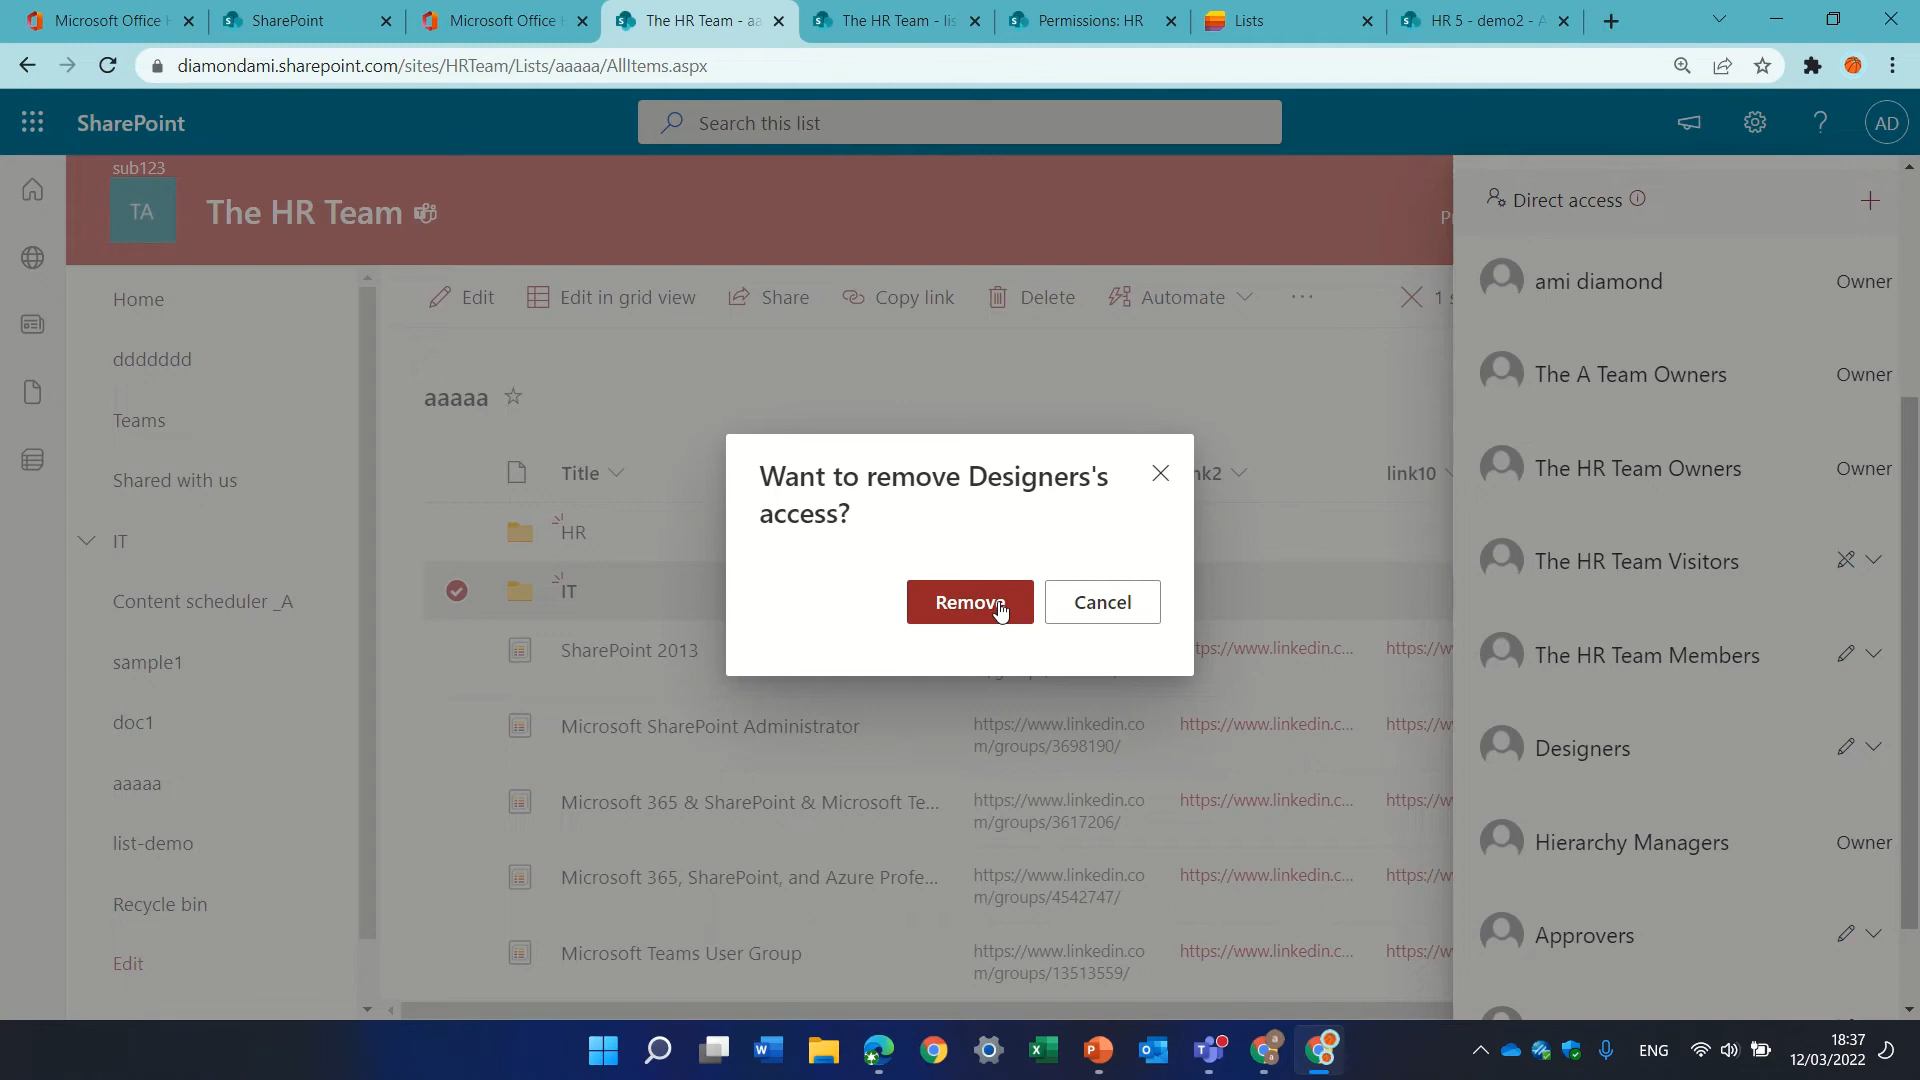 Microsoft Office
SharePoint
Microsoft Office
The HR Team - aa
The HR Team - lis
Permissions: HR
Lists
HR 5 - demo2 - A
diamondami.sharepoint.com/sites/HRTeam/Lists/aaaaa/AllItems.aspx
SharePoint
Search this list
AD
sub123
TA
The HR Team
Home
ddddddd
Teams
Shared with us
IT
Content scheduler _A
sample1
doc1
aaaaa
list-demo
Recycle bin
Edit
Edit
Edit in grid view
Share
Copy link
Delete
Automate
1 s
aaaaa
Title
nk2
link10
HR
IT
SharePoint 2013
https://www.linkedin.c...
Microsoft SharePoint Administrator
https://www.linkedin.co
m/groups/3698190/
https://www.linkedin.c...
Microsoft 365 & SharePoint & Microsoft Te...
https://www.linkedin.co
m/groups/3617206/
https://www.linkedin.c...
Microsoft 365, SharePoint, and Azure Profe...
https://www.linkedin.co
m/groups/4542747/
https://www.linkedin.c...
Microsoft Teams User Group
https://www.linkedin.co
m/groups/13513559/
https://www.linkedin.c...
Want to remove Designers's
access?
Remove
Cancel
Direct access
ami diamond
Owner
The A Team Owners
Owner
The HR Team Owners
Owner
The HR Team Visitors
The HR Team Members
Designers
Hierarchy Managers
Owner
Approvers
ENG
18:37
12/03/2022